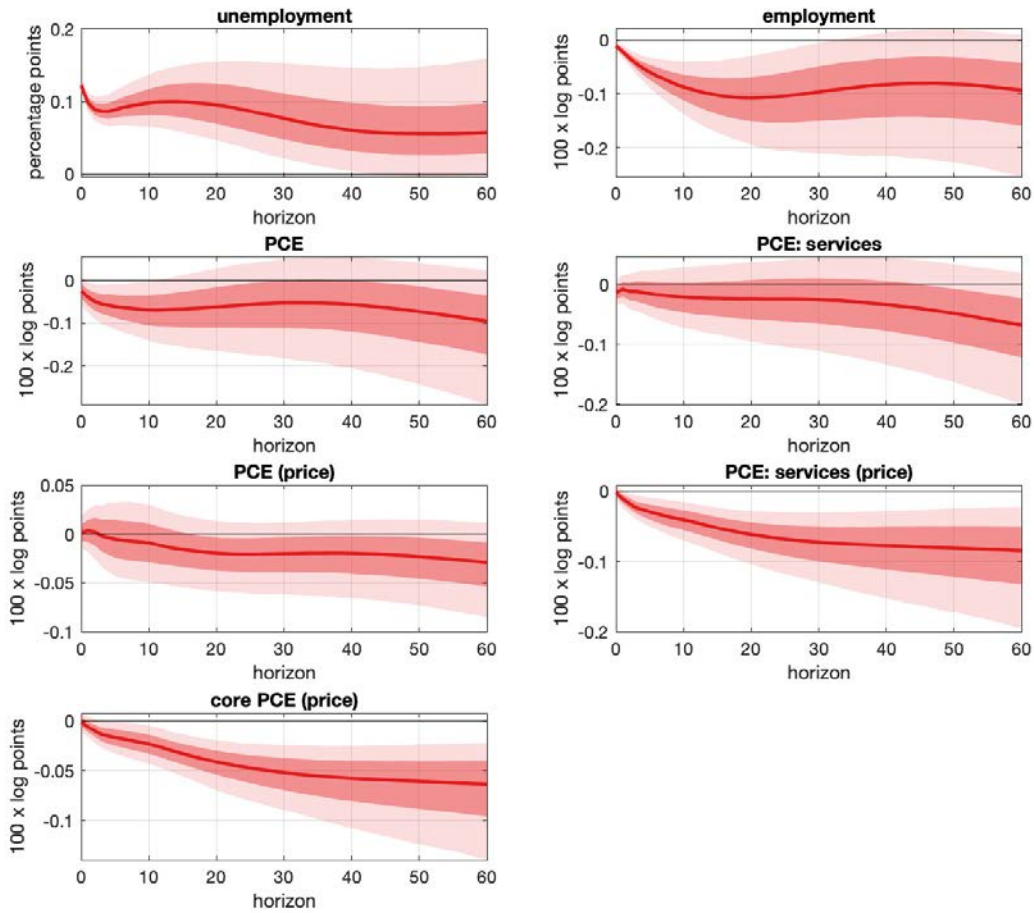 unemployment
percentage points
0.2
0.1
0
0 10 20 30 40 50 60
horizon
employment
100 x log points
0
-0.1
-0.2
0 10 20 30 40 50 60
horizon
PCE
100 x log points
0
-0.1
-0.2
0 10 20 30 40 50 60
horizon
PCE: services
100 x log points
0
-0.1
-0.2
0 10 20 30 40 50 60
horizon
PCE (price)
100 x log points
0.05
0
-0.05
-0.1
0 10 20 30 40 50 60
horizon
PCE: services (price)
100 x log points
0
-0.1
-0.2
0 10 20 30 40 50 60
horizon
core PCE (price)
100 x log points
0
-0.05
-0.1
0 10 20 30 40 50 60
horizon